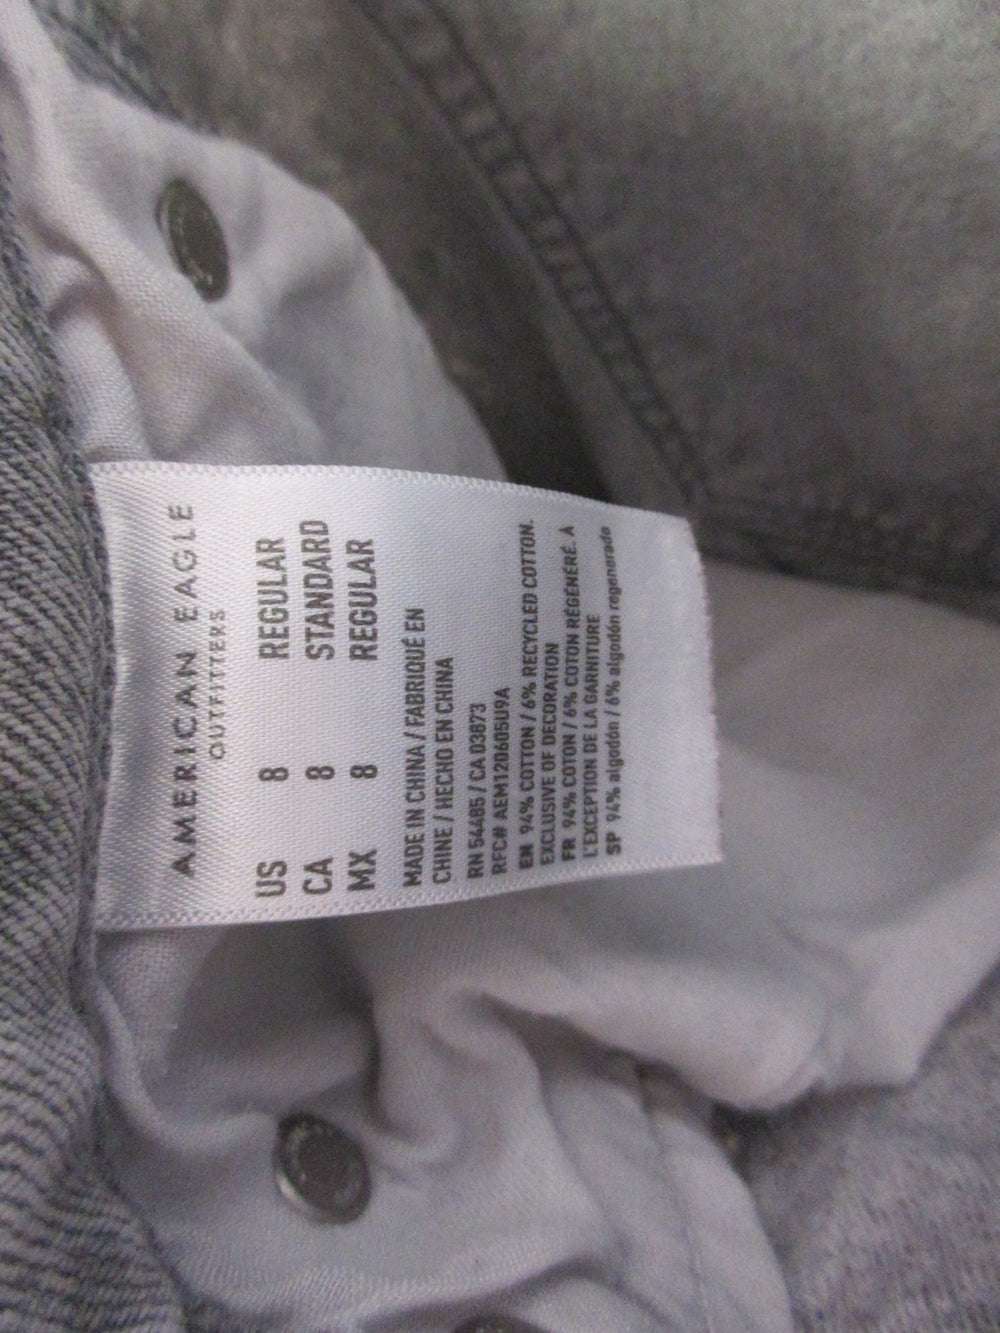 AMERICAN EAGLE
OUTFITTERS
US 8 REGULAR
CA 8 STANDARD
MX 8 REGULAR
MADE IN CHINA / FABRIQUÉ EN
CHINE / HECHO EN CHINA
RN 54485 / CA 03873
RFC# AEM120605U9A
EN 94% COTTON / 6% RECYCLED COTTON.
EXCLUSIVE OF DECORATION
FR 94% COTON / 6% COTON RÉGÉNÉRÉ. À
L'EXCEPTION DE LA GARNITURE
SP 94% algodón / 6% algodón regenerado